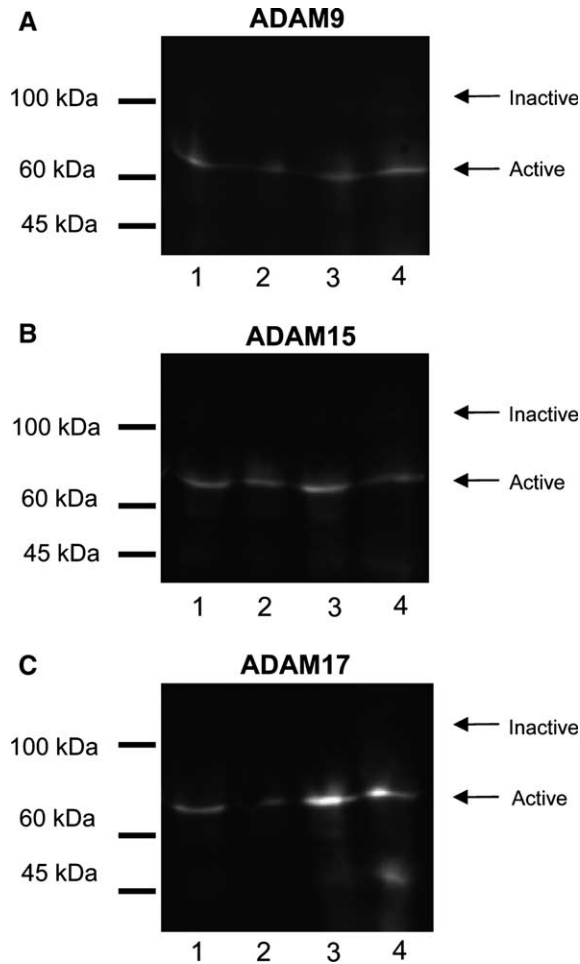 A
ADAM9
100 kDa
Inactive
60 kDa
Active
45 kDa
1 2 3 4
B
ADAM15
Inactive
100 kDa
Active
60 kDa
45 kDa
1 2 3 4
C
ADAM17
Inactive
100 kDa
Active
60 kDa
45 kDa
1 2 3 4